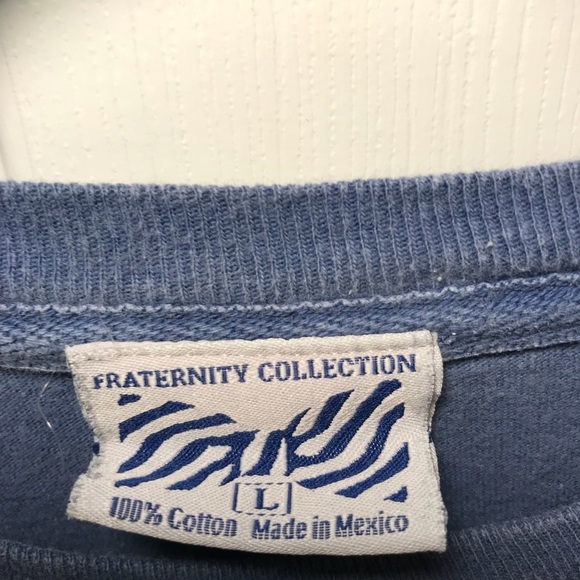 FRATERNITY COLLECTION
L
100% Cotton Made in Mexico